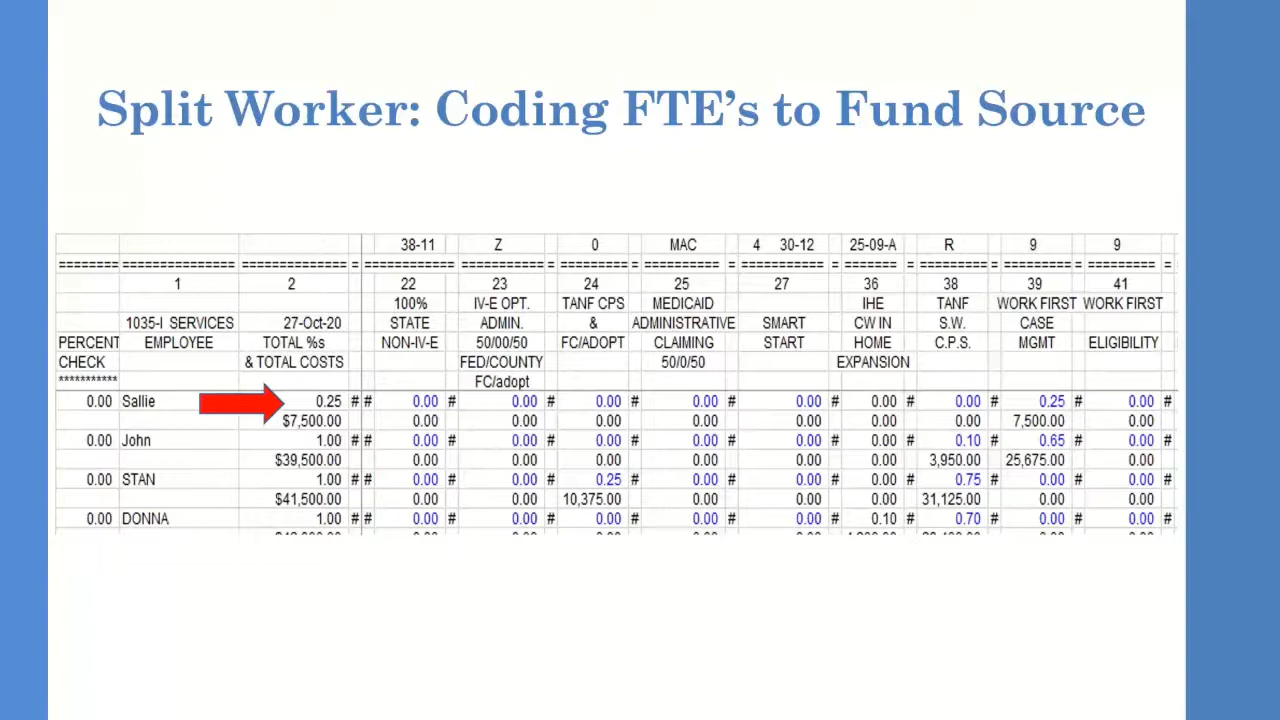 Split Worker: Coding FTE's to Fund Source
38-11 Z 0 MAC 4 30-12 25-09-A R 9 9
======== =============== ============== = ============ =========== = ========= = ========== = =========== = ======= = ========= = ========= = ========== =
1 2 22 23 24 25 27 36 38 39 41
100% IV-E OPT. TANF CPS MEDICAID IHE TANF WORK FIRST WORK FIRST
1035-I SERVICES 27-Oct-20 STATE ADMIN. & ADMINISTRATIVE SMART CW IN S.W. CASE
PERCENT EMPLOYEE TOTAL %s NON-IV-E 50/00/50 FC/ADOPT CLAIMING START HOME C.P.S. MGMT ELIGIBILITY
CHECK & TOTAL COSTS FED/COUNTY 50/0/50 EXPANSION
*********** FC/adopt
0.00 Sallie 0.25 # # 0.00 # 0.00 # 0.00 # 0.00 # 0.00 # 0.00 # 0.00 # 0.25 # 0.00 #
$7,500.00 0.00 0.00 0.00 0.00 0.00 0.00 0.00 7,500.00 0.00
0.00 John 1.00 # # 0.00 # 0.00 # 0.00 # 0.00 # 0.00 # 0.00 # 0.10 # 0.65 # 0.00 #
$39,500.00 0.00 0.00 0.00 0.00 0.00 0.00 3,950.00 25,675.00 0.00
0.00 STAN 1.00 # # 0.00 # 0.00 # 0.25 # 0.00 # 0.00 # 0.00 # 0.75 # 0.00 # 0.00 #
$41,500.00 0.00 0.00 10,375.00 0.00 0.00 0.00 31,125.00 0.00 0.00
0.00 DONNA 1.00 # # 0.00 # 0.00 # 0.00 # 0.00 # 0.00 # 0.10 # 0.70 # 0.00 # 0.00 #